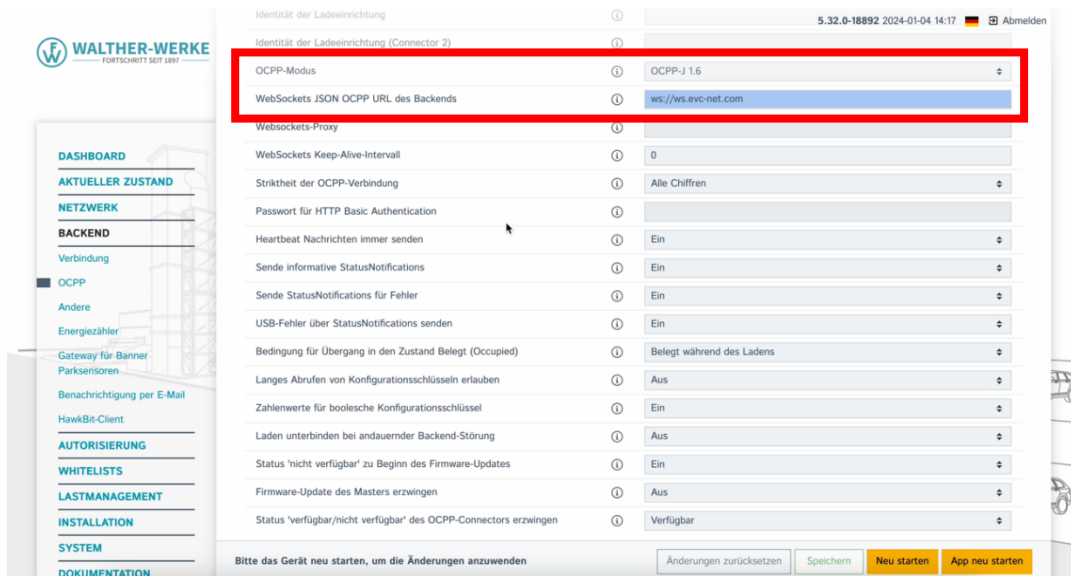 Identität der Ladeeinrichtung
5.32.0-18892 2024-01-04 14:17 Abmelden
WALTHER-WERKE
FORTSCHRITT SEIT 1897
Identität der Ladeeinrichtung (Connector 2)
OCPP-Modus OCPP-J 1.6
WebSockets JSON OCPP URL des Backends ws://ws.evc-net.com
Websockets-Proxy
WebSockets Keep-Alive-Intervall 0
Striktheit der OCPP-Verbindung Alle Chiffren
Passwort für HTTP Basic Authentication
Heartbeat Nachrichten immer senden Ein
Sende informative StatusNotifications Ein
Sende StatusNotifications für Fehler Ein
USB-Fehler über StatusNotifications senden Ein
Bedingung für Übergang in den Zustand Belegt (Occupied) Belegt während des Ladens
Langes Abrufen von Konfigurationsschlüsseln erlauben Aus
Zahlenwerte für boolesche Konfigurationsschlüssel Ein
Laden unterbinden bei andauernder Backend-Störung Aus
Status 'nicht verfügbar' zu Beginn des Firmware-Updates Ein
Firmware-Update des Masters erzwingen Aus
Status 'verfügbar/nicht verfügbar' des OCPP-Connectors erzwingen Verfügbar
DASHBOARD
AKTUELLER ZUSTAND
NETZWERK
BACKEND
Verbindung
OCPP
Andere
Energiezähler
Gateway für Banner
Parksensoren
Benachrichtigung per E-Mail
HawkBit-Client
AUTORISIERUNG
WHITELISTS
LASTMANAGEMENT
INSTALLATION
SYSTEM
DOKUMENTATION
Bitte das Gerät neu starten, um die Änderungen anzuwenden
Änderungen zurücksetzen Speichern Neu starten App neu starten